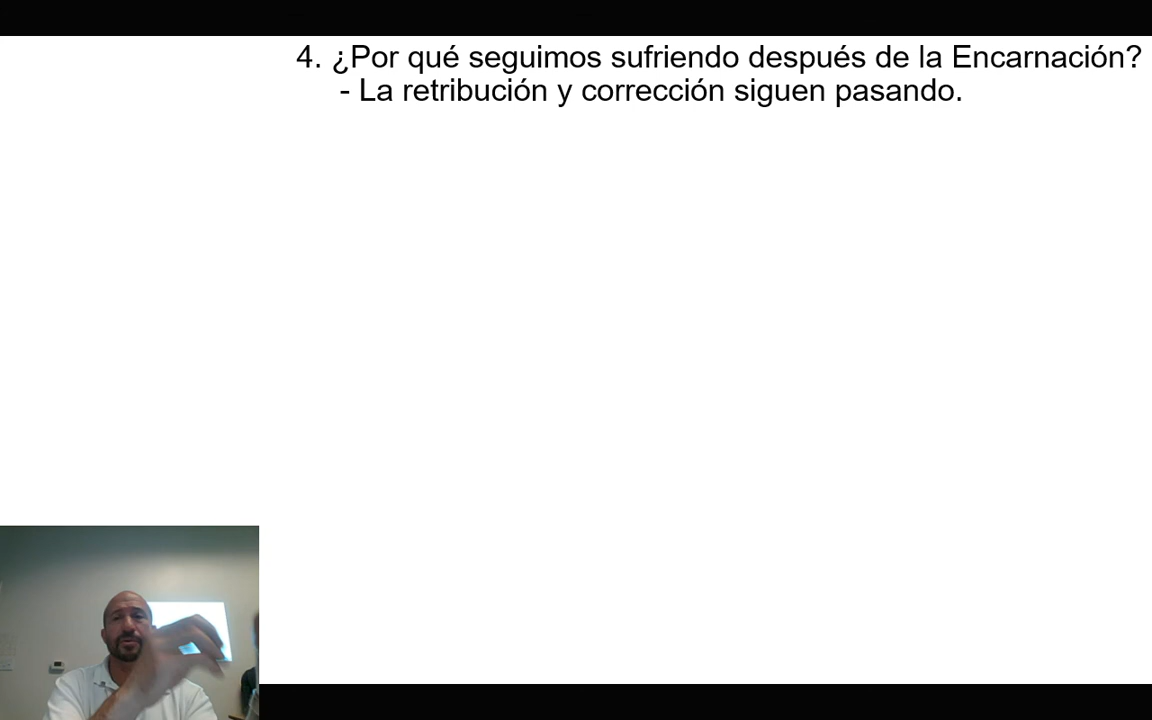 4. ¿Por qué seguimos sufriendo después de la Encarnación?
- La retribución y corrección siguen pasando.